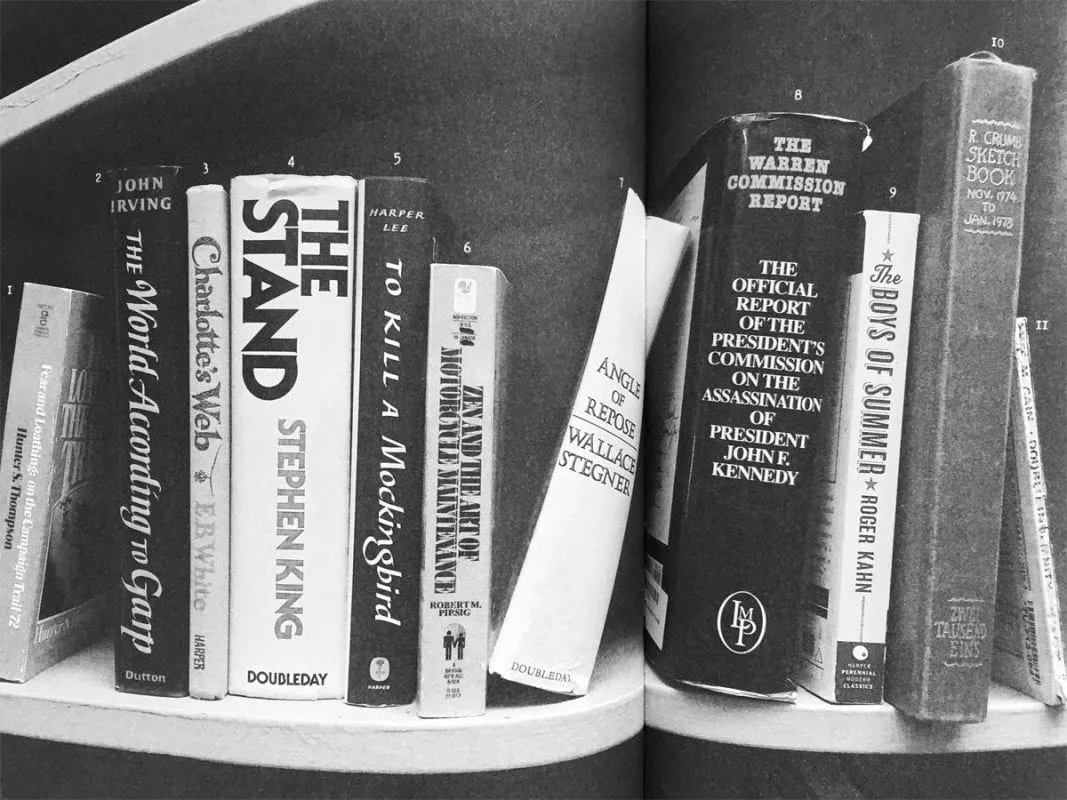 1
Fear and Loathing on the Campaign Trail '72
Hunter S. Thompson
2
JOHN
IRVING
THE World According to Garp
Dutton
3
Charlotte's Web
E.B. White
HARPER
4
THE
STAND
STEPHEN KING
DOUBLEDAY
5
HARPER
LEE
TO KILL A Mockingbird
HARPER
6
ZEN AND THE ART OF
MOTORCYCLE MAINTENANCE
ROBERT M.
PIRSIG
7
ANGLE
OF
REPOSE
WALLACE
STEGNER
DOUBLEDAY
8
THE
WARREN
COMMISSION
REPORT
THE
OFFICIAL
REPORT
OF THE
PRESIDENT'S
COMMISSION
ON THE
ASSASSINATION
OF
PRESIDENT
JOHN F.
KENNEDY
LMP
9
The BOYS OF SUMMER
ROGER KAHN
HARPER
PERENNIAL
MODERN
CLASSICS
10
R. CRUMB
SKETCH
BOOK
NOV. 1974
TO
JAN. 1978
ZWEI
TAUSEND
EINS
11
M. CAIN